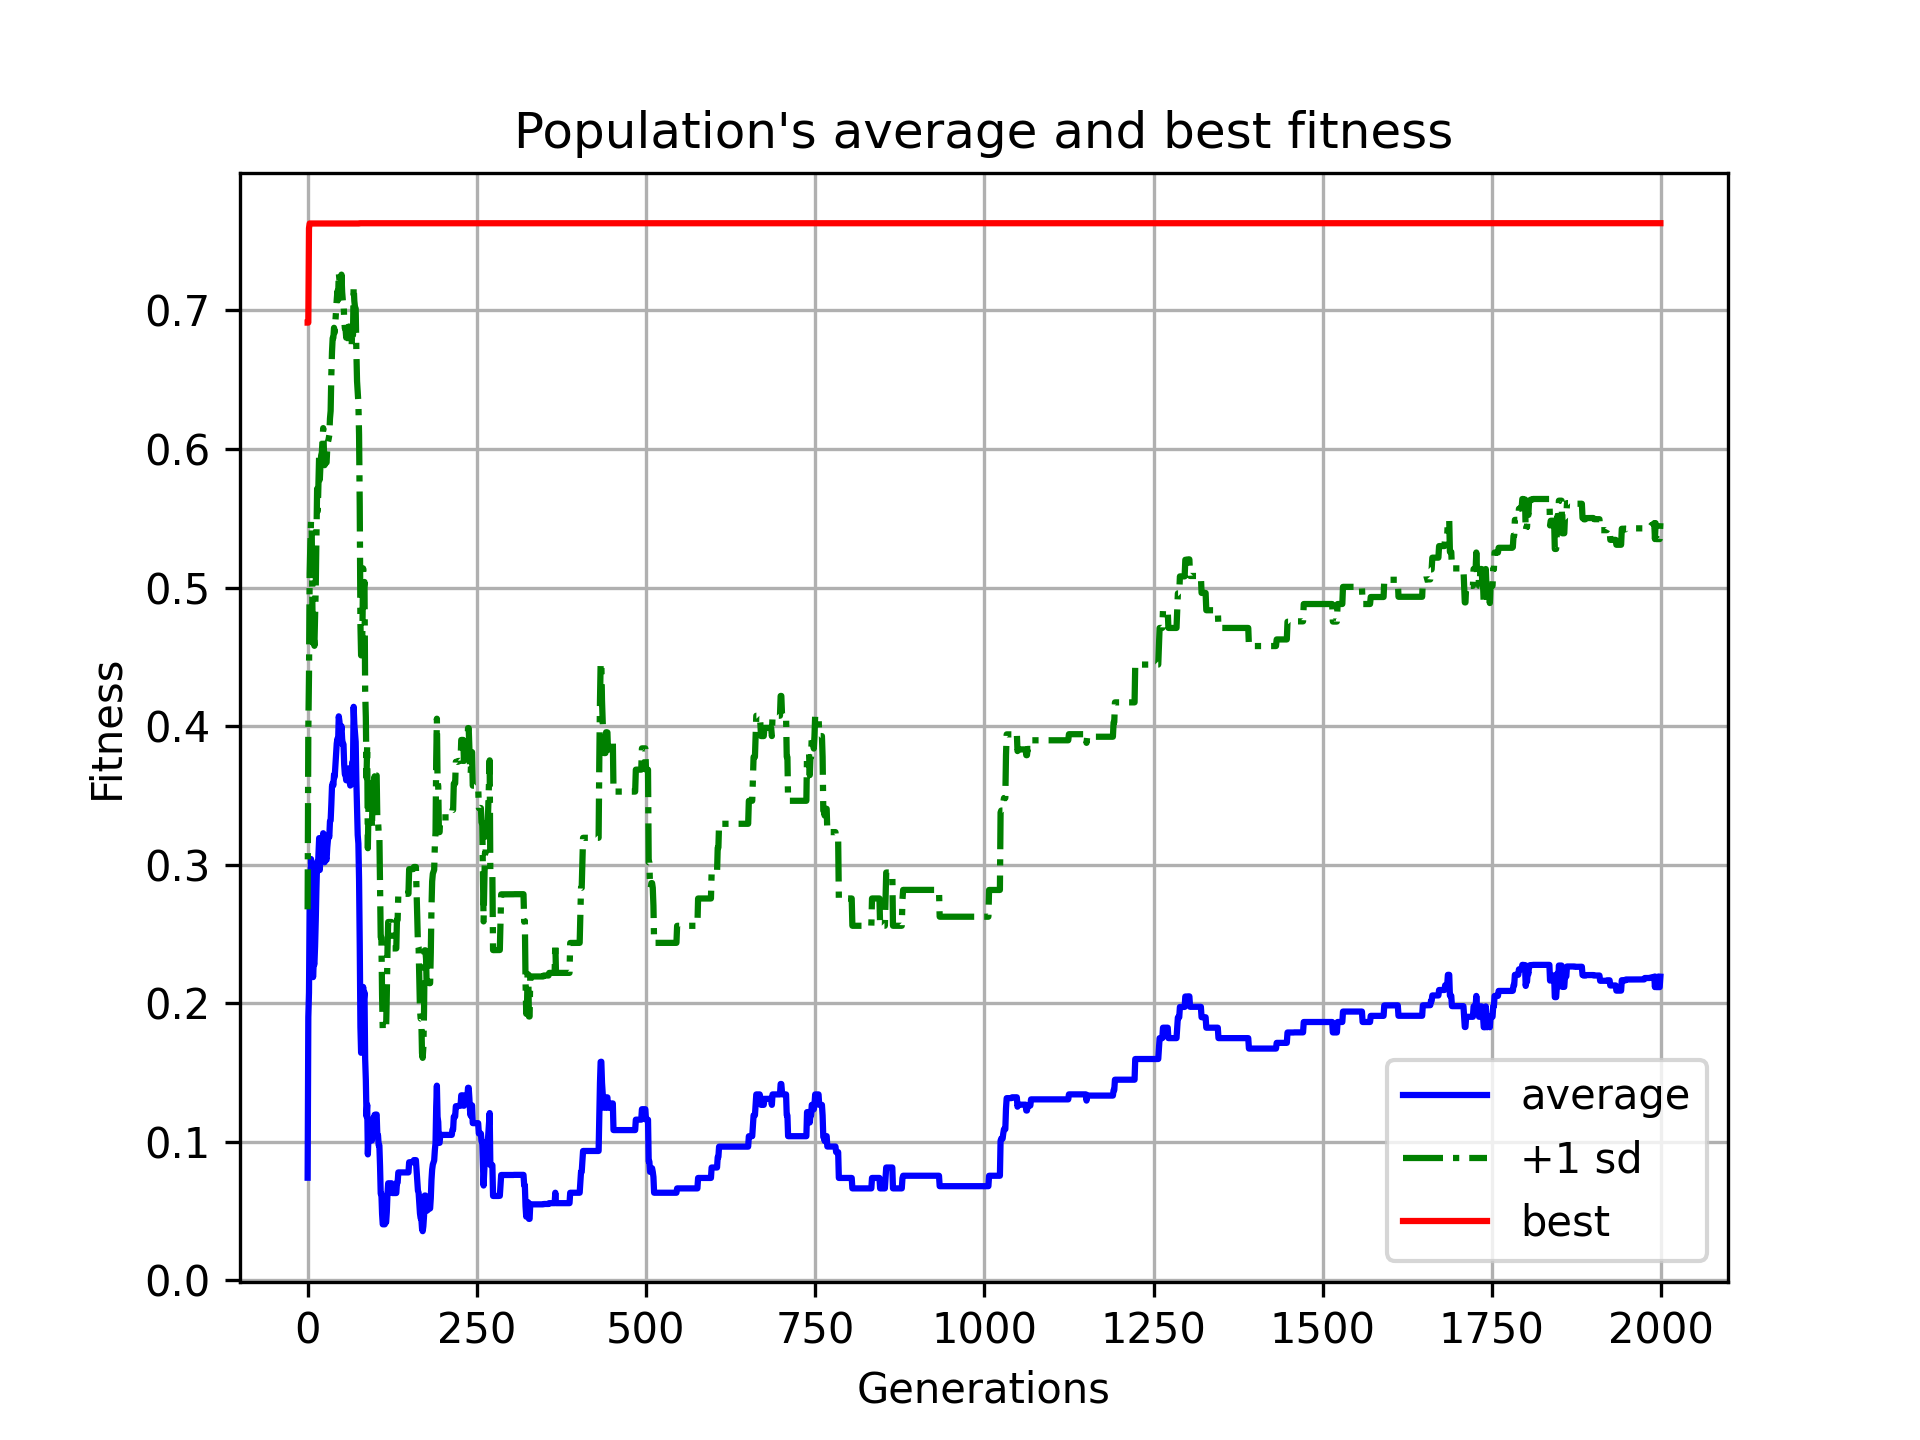 Population's average and best fitness
Fitness
0.7
0.6
0.5
0.4
0.3
0.2
0.1
0.0
0 250 500 750 1000 1250 1500 1750 2000
Generations
average
+1 sd
best